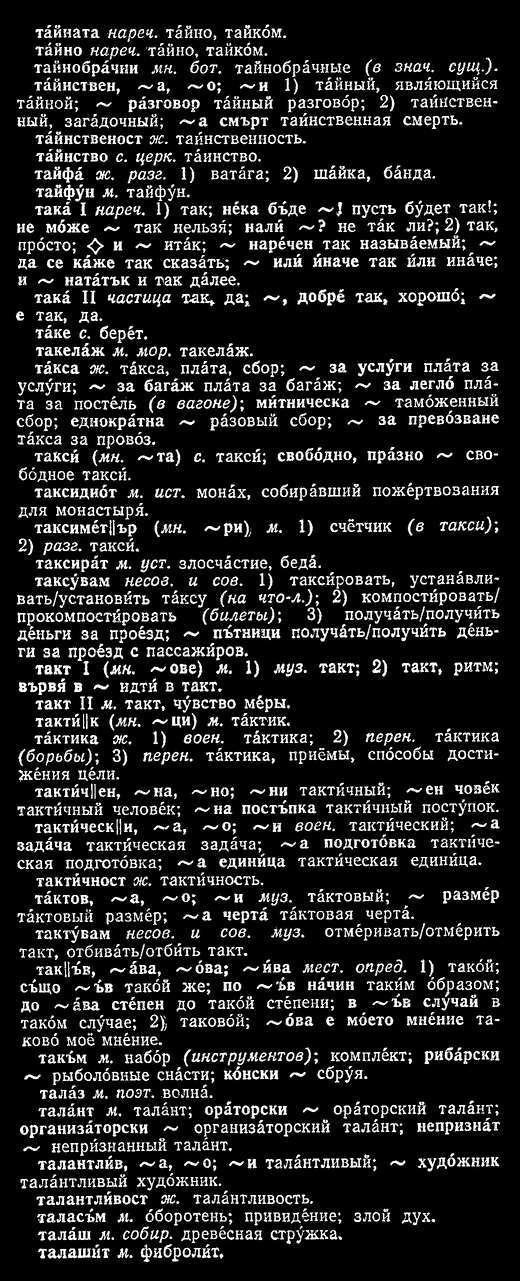 та́йната нареч. та́йно, тайко́м.
та́йно нареч. та́йно, тайко́м.
тайнобра́чни мн. бот. тайнобра́чные (в знач. сущ.).
та́йнствен, ~а, ~о; ~и 1) та́йный, явля́ющийся
та́йной; ~ ра́зговор та́йный разгово́р; 2) таи́нствен-
ный, зага́дочный; ~а смърт таи́нственная смерть.
та́йнственост ж. таи́нственность.
та́йнство с. церк. та́инство.
тайфа́ ж. разг. 1) вата́га; 2) ша́йка, ба́нда.
тайфу́н м. тайфу́н.
така́ I нареч. 1) так; не́ка бъ́де ~! пусть бу́дет так!;
не мо́же ~ так нельзя́; нали́ ~? не та́к ли?; 2) так,
про́сто; ◇ и ~ ита́к; ~ наре́чен так называ́емый; ~
да се ка́же так сказа́ть; ~ или́ и́наче так и́ли ина́че;
и ~ ната́тък и так да́лее.
така́ II частица так, да; ~, добре́ так, хорошо́; ~
е так, да.
та́ке с. бере́т.
такела́ж м. мор. такела́ж.
та́кса ж. та́кса, пла́та, сбор; ~ за услу́ги пла́та за
услу́ги; ~ за бага́ж пла́та за бага́ж; ~ за легло́ пла́-
та за посте́ль (в вагоне); ми́тническа ~ тамо́женный
сбор; еднокра́тна ~ ра́зовый сбор; ~ за прево́зване
та́кса за прово́з.
такси́ (мн. ~та) с. такси́; свобо́дно, пра́зно ~ сво-
бо́дное такси́.
таксидио́т м. ист. мона́х, собира́вший поже́ртвования
для монастыря́.
таксиме́т||ър (мн. ~ри) м. 1) счётчик (в такси);
2) разг. такси́.
таксира́т м. уст. злосча́стие, беда́.
таксу́вам несов. и сов. 1) такси́ровать, устана́вли-
вать/установи́ть та́ксу (на что-л.); 2) компости́ровать/
прокомпости́ровать (билеты); 3) получа́ть/получи́ть
де́ньги за прое́зд; ~ пъ́тници получа́ть/получи́ть де́нь-
ги за прое́зд с пассажи́ров.
такт I (мн. ~ове) м. 1) муз. такт; 2) такт, ритм;
вървя́ в ~ идти́ в такт.
такт II м. такт, чу́вство ме́ры.
такти́||к (мн. ~ци) м. та́ктик.
та́ктика ж. 1) воен. та́ктика; 2) перен. та́ктика
(борьбы); 3) перен. та́ктика, приёмы, спо́собы дости-
же́ния це́ли.
такти́ч||ен, ~на, ~но; ~ни такти́чный; ~ен чове́к
такти́чный челове́к; ~на постъ́пка такти́чный посту́пок.
такти́ческ||и, ~а, ~о; ~и воен. такти́ческий; ~а
зада́ча такти́ческая зада́ча; ~а подгото́вка такти́че-
ская подгото́вка; ~а едини́ца такти́ческая едини́ца.
такти́чност ж. такти́чность.
та́ктов, ~а, ~о; ~и муз. та́ктовый; ~ разме́р
та́ктовый разме́р; ~а черта́ та́ктовая черта́.
такту́вам несов. и сов. муз. отме́ривать/отме́рить
такт, отбива́ть/отби́ть такт.
так||ъ́в, ~а́ва, ~о́ва; ~и́ва мест. опред. 1) тако́й;
съ́що ~ъ́в тако́й же; по ~ъ́в на́чин таки́м о́бразом;
до ~а́ва сте́пен до тако́й сте́пени; в ~ъ́в слу́чай в
тако́м слу́чае; 2) таково́й; ~о́ва е мо́ето мне́ние та-
ково́ моё мне́ние.
такъ́м м. набо́р (инструментов); компле́кт; риба́рски
~ рыболо́вные сна́сти; ко́нски ~ сбру́я.
тала́з м. поэт. волна́.
тала́нт м. тала́нт; ора́торски ~ ора́торский тала́нт;
организа́торски ~ организа́торский тала́нт; непризна́т
~ непри́знанный тала́нт.
таланtли́в, ~а, ~о; ~и тала́нтливый; ~ худо́жник
тала́нтливый худо́жник.
талантли́вост ж. тала́нтливость.
таласъ́м м. о́боротень; привиде́ние; злой дух.
тала́ш м. собир. древе́сная стру́жка.
талаши́т м. фиброли́т.